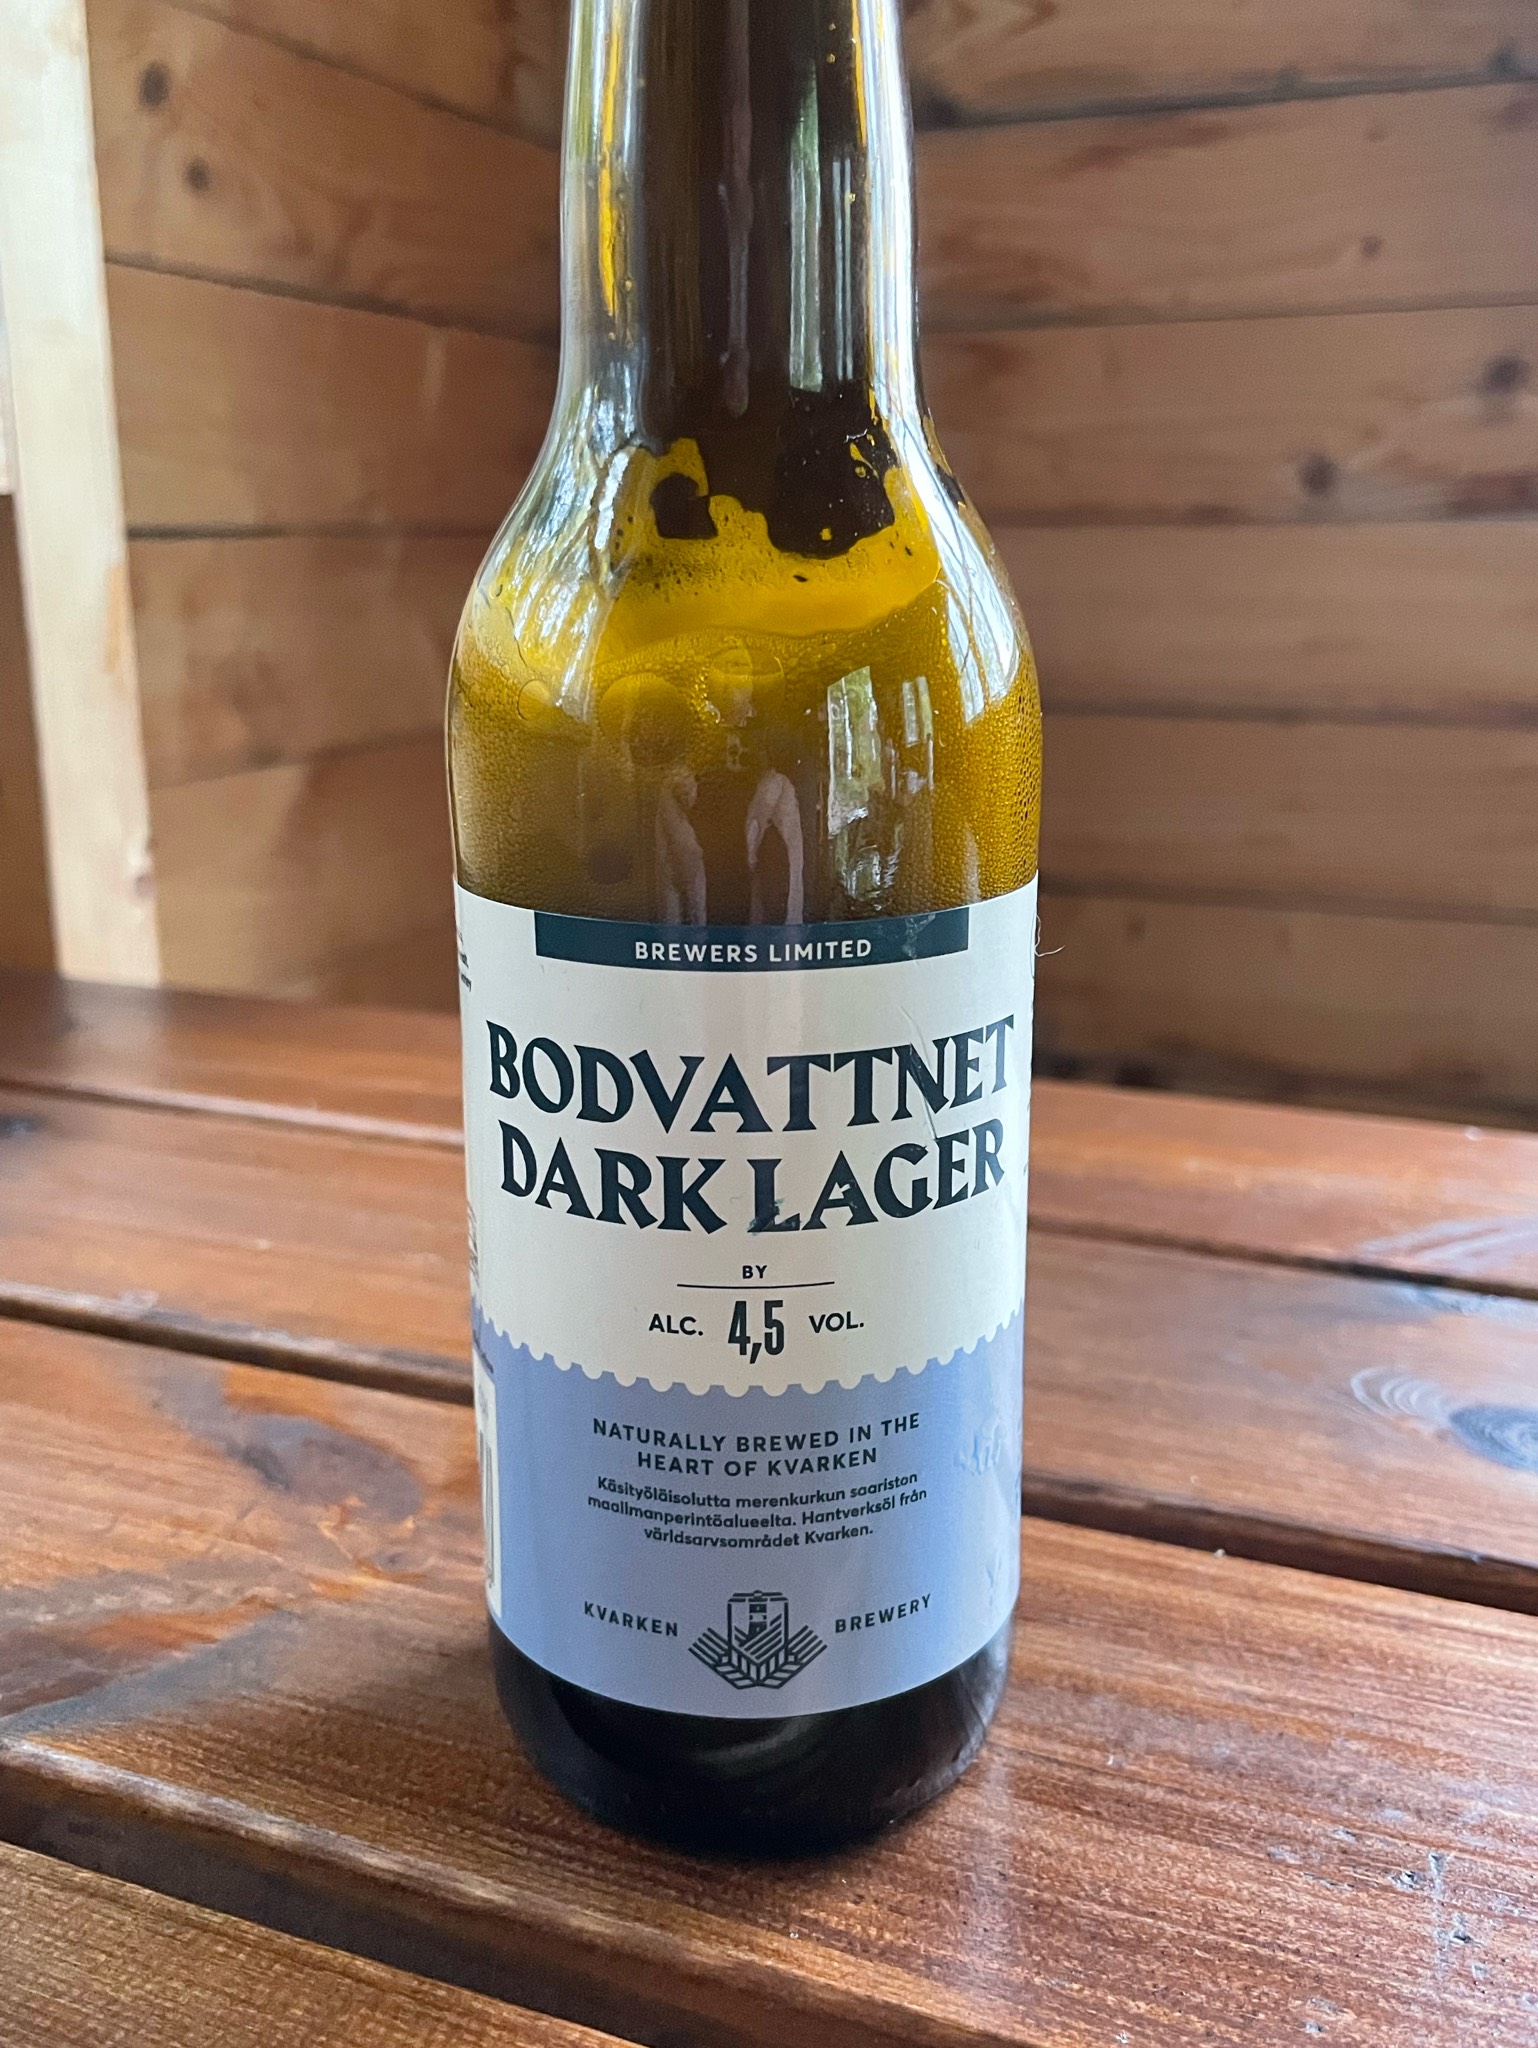 BREWERS LIMITED
BODVATTNET
DARK LAGER
BY
ALC. 4,5 VOL.
NATURALLY BREWED IN THE
HEART OF KVARKEN
Käsityöläisolutta merenkurkun saariston
maailmanperintöalueelta. Hantverksöl från
världsarvsområdet Kvarken.
KVARKEN BREWERY